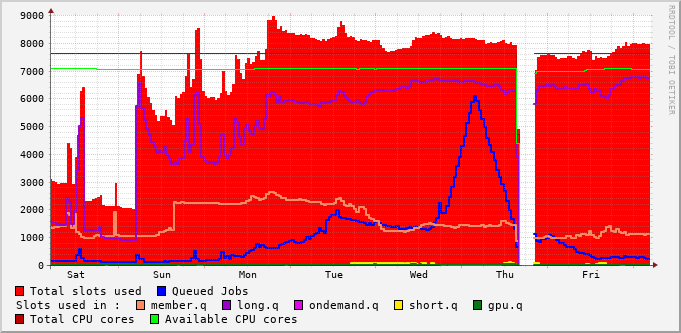 RRDTOOL / TOBI OETIKER
9000
8000
7000
6000
5000
4000
3000
2000
1000
0
Sat Sun Mon Tue Wed Thu Fri
Total slots used Queued Jobs
Slots used in : member.q long.q ondemand.q short.q gpu.q
Total CPU cores Available CPU cores